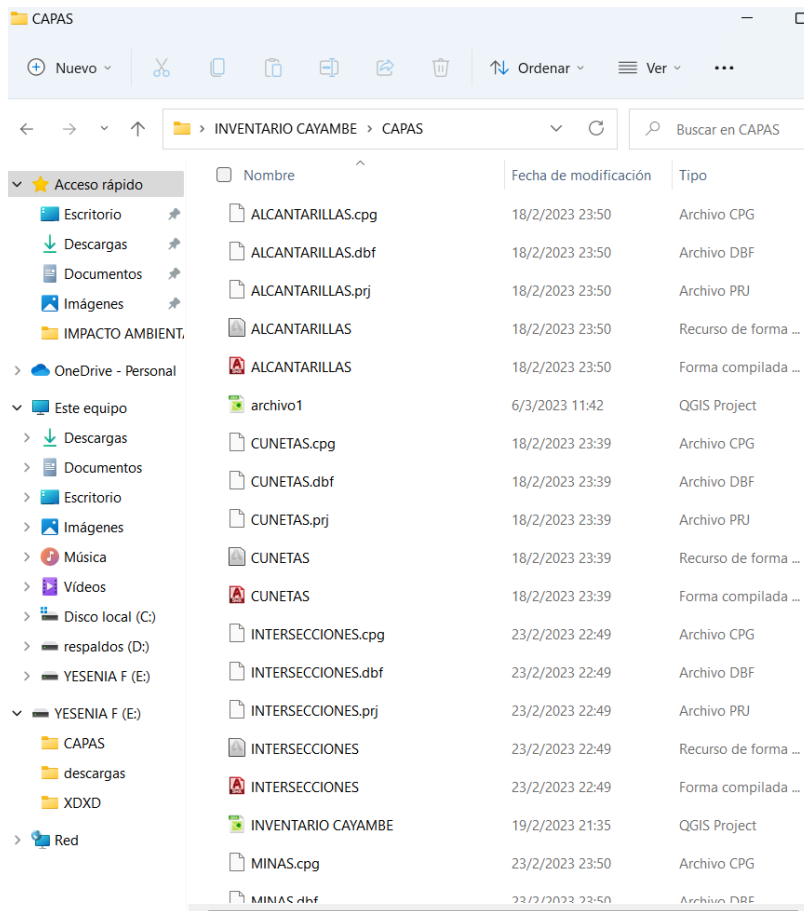 CAPAS
Nuevo
Ordenar
Ver
INVENTARIO CAYAMBE > CAPAS
Buscar en CAPAS
Acceso rápido
Escritorio
Descargas
Documentos
Imágenes
IMPACTO AMBIENT
OneDrive - Personal
Este equipo
Descargas
Documentos
Escritorio
Imágenes
Música
Vídeos
Disco local (C:)
respaldos (D:)
YESENIA F (E:)
YESENIA F (E:)
CAPAS
descargas
XDXD
Red
Nombre Fecha de modificación Tipo
ALCANTARILLAS.cpg 18/2/2023 23:50 Archivo CPG
ALCANTARILLAS.dbf 18/2/2023 23:50 Archivo DBF
ALCANTARILLAS.prj 18/2/2023 23:50 Archivo PRJ
ALCANTARILLAS 18/2/2023 23:50 Recurso de forma ...
ALCANTARILLAS 18/2/2023 23:50 Forma compilada ...
archivo1 6/3/2023 11:42 QGIS Project
CUNETAS.cpg 18/2/2023 23:39 Archivo CPG
CUNETAS.dbf 18/2/2023 23:39 Archivo DBF
CUNETAS.prj 18/2/2023 23:39 Archivo PRJ
CUNETAS 18/2/2023 23:39 Recurso de forma ...
CUNETAS 18/2/2023 23:39 Forma compilada ...
INTERSECCIONES.cpg 23/2/2023 22:49 Archivo CPG
INTERSECCIONES.dbf 23/2/2023 22:49 Archivo DBF
INTERSECCIONES.prj 23/2/2023 22:49 Archivo PRJ
INTERSECCIONES 23/2/2023 22:49 Recurso de forma ...
INTERSECCIONES 23/2/2023 22:49 Forma compilada ...
INVENTARIO CAYAMBE 19/2/2023 21:35 QGIS Project
MINAS.cpg 23/2/2023 23:50 Archivo CPG
MINAS.dbf 23/2/2023 23:50 Archivo DBF